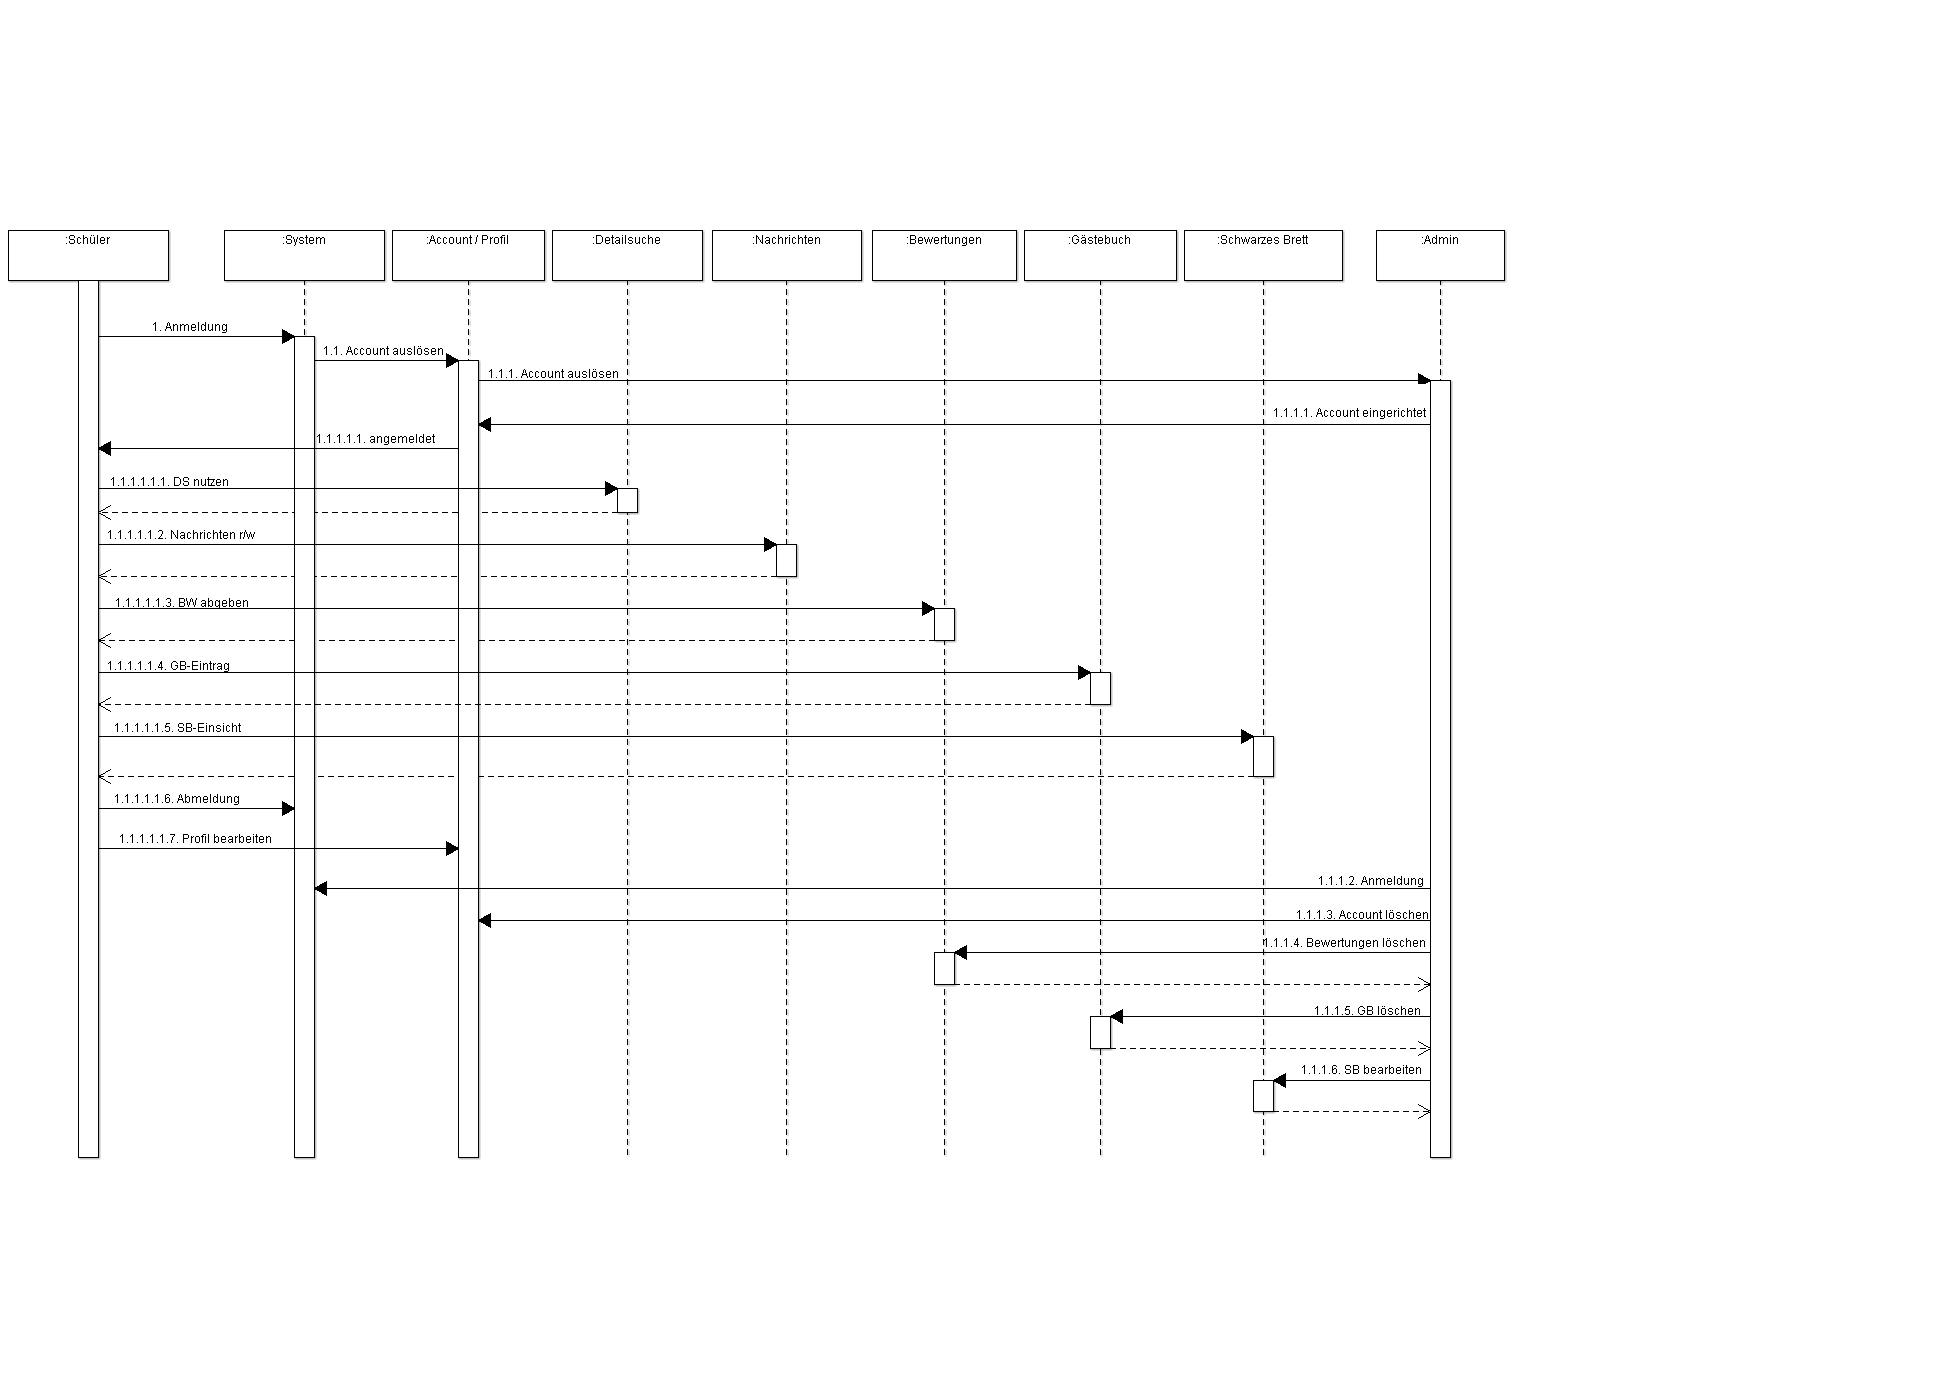 :Schüler
:System
:Account / Profil
:Detailsuche
:Nachrichten
:Bewertungen
:Gästebuch
:Schwarzes Brett
:Admin
1. Anmeldung
1.1. Account auslösen
1.1.1. Account auslösen
1.1.1.1. Account eingerichtet
1.1.1.1.1. angemeldet
1.1.1.1.1.1. DS nutzen
1.1.1.1.1.2. Nachrichten r/w
1.1.1.1.1.3. BW abgeben
1.1.1.1.1.4. GB-Eintrag
1.1.1.1.1.5. SB-Einsicht
1.1.1.1.1.6. Abmeldung
1.1.1.1.1.7. Profil bearbeiten
1.1.1.2. Anmeldung
1.1.1.3. Account löschen
1.1.1.4. Bewertungen löschen
1.1.1.5. GB löschen
1.1.1.6. SB bearbeiten